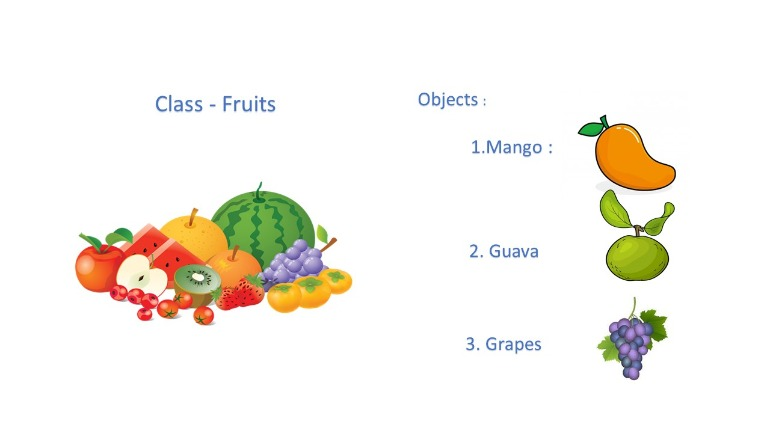 Class - Fruits
Objects :
1.Mango :
2. Guava
3. Grapes